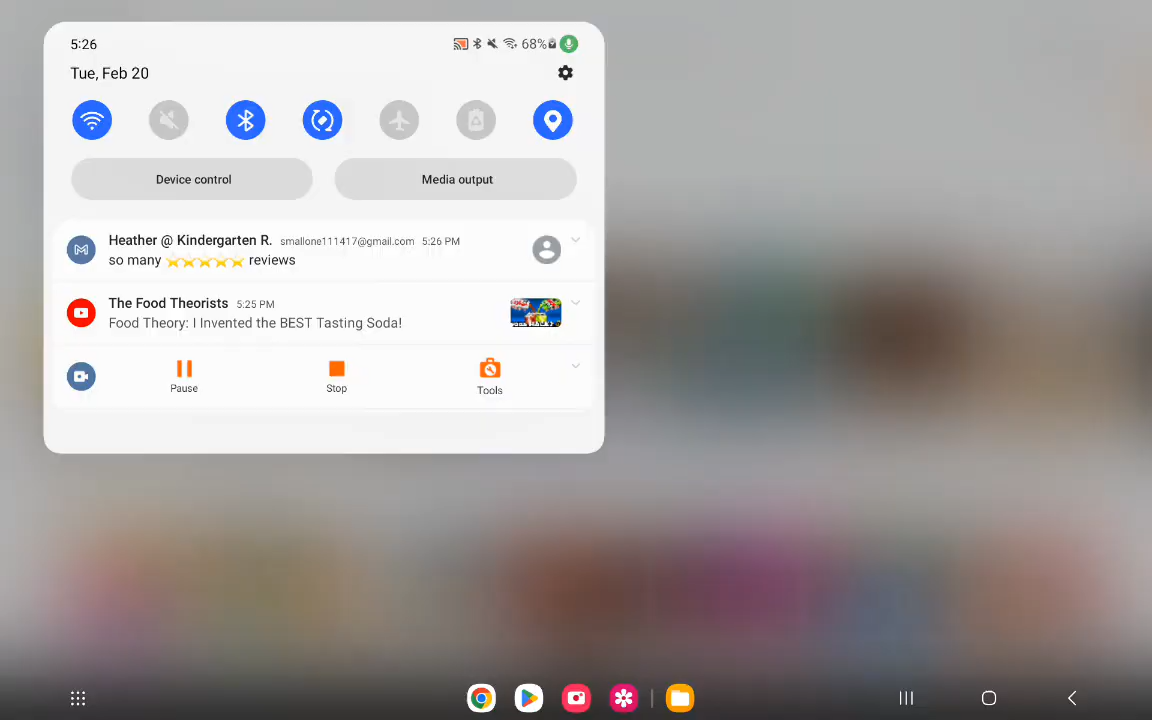 5:26
68%
Tue, Feb 20
Device control
Media output
Heather @ Kindergarten R. smallone111417@gmail.com 5:26 PM
so many ⭐⭐⭐⭐⭐ reviews
The Food Theorists 5:25 PM
Food Theory: I Invented the BEST Tasting Soda!
Pause
Stop
Tools